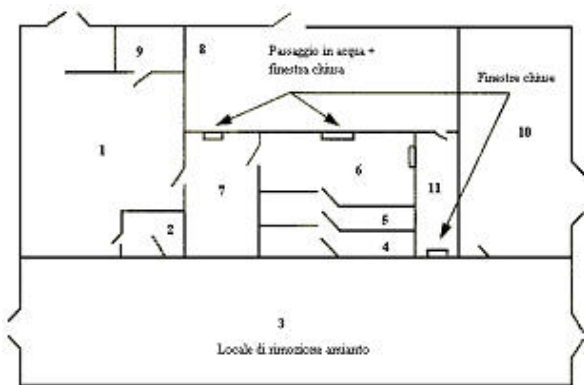 9
8
Passaggio in acqua +
finestra chiusa
Finestre chiuse
1
10
7
6
11
2
5
4
3
Locale di rimozione amianto